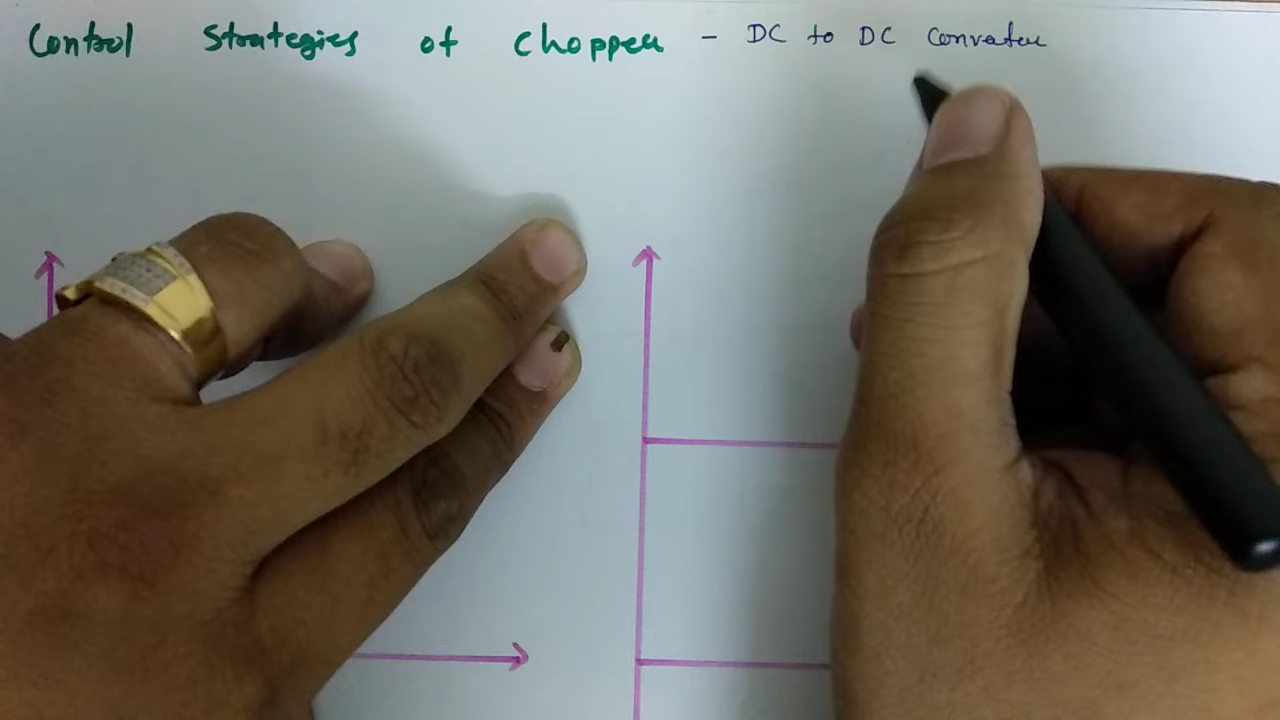 Control Strategies of Chopper - DC to DC Converter